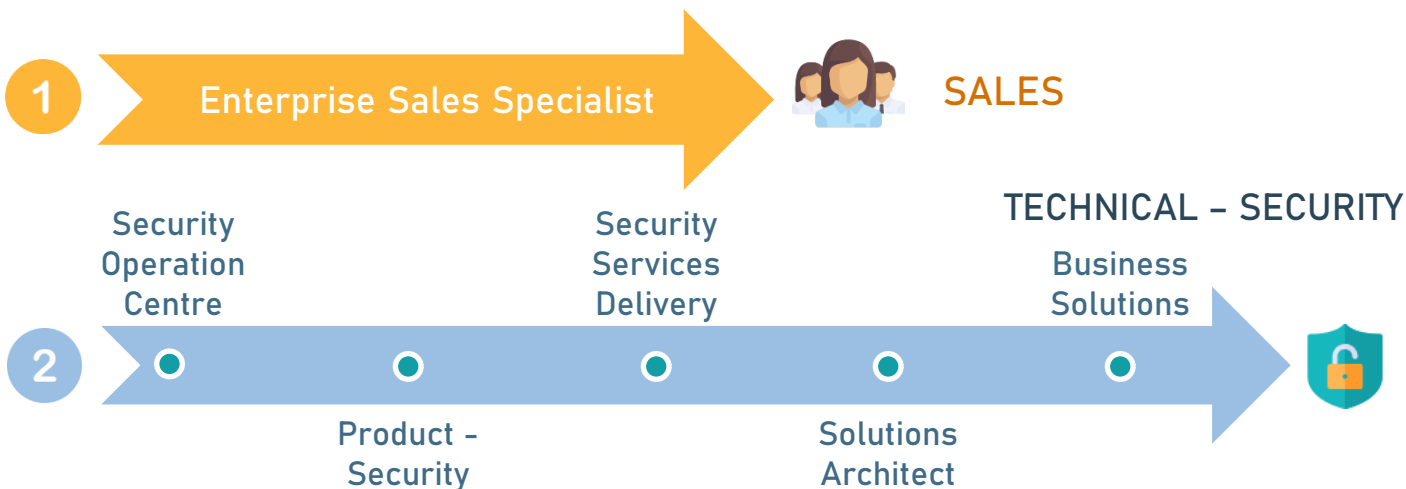 1
Enterprise Sales Specialist
SALES
TECHNICAL – SECURITY
Security
Operation
Centre
Security
Services
Delivery
Business
Solutions
2
Product -
Security
Solutions
Architect